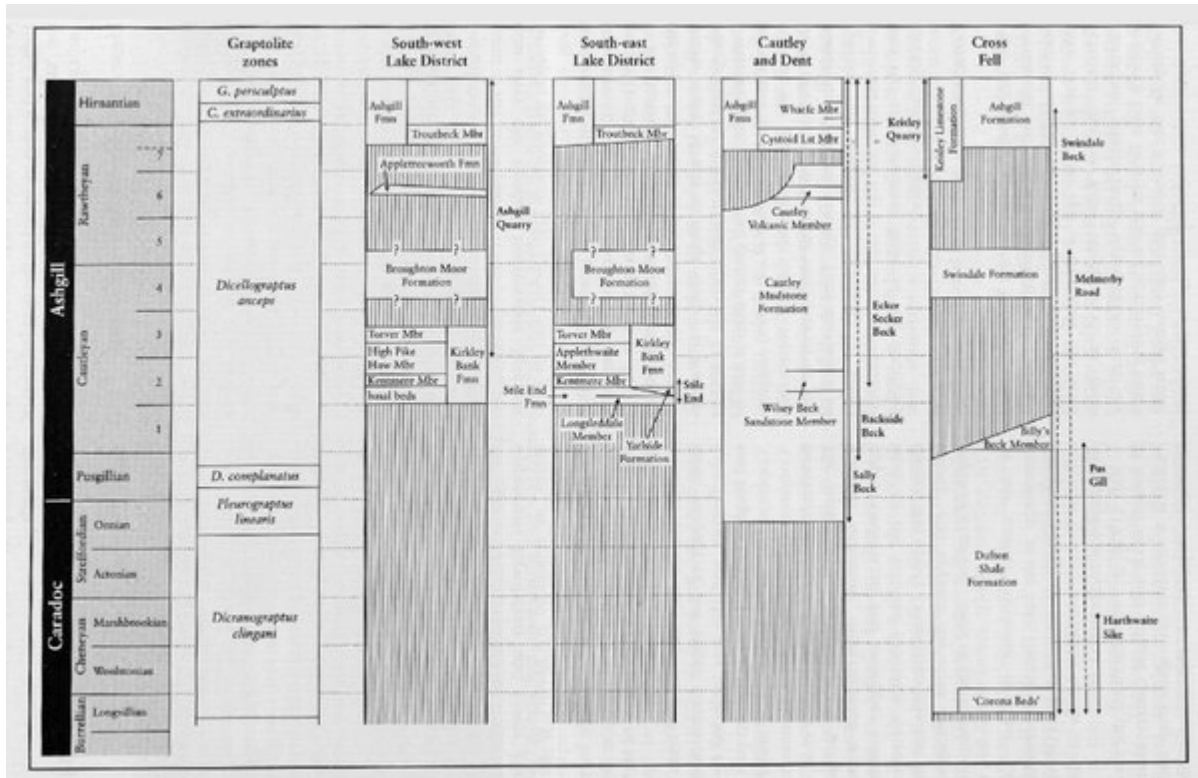 Graptolite
zones
South-west
Lake District
South-east
Lake District
Cautley
and Dent
Cross
Fell
Ashgill
Caradoc
Rawtheyan
Cautleyan
Streffordian
Cheneyan
Burrellian
Hirnantian
7
6
5
4
3
2
1
Pusgillian
Onnian
Actonian
Marshbrookian
Woolstonian
Longvillian
G. persculptus
C. extraordinarius
Dicellograptus
anceps
D. complanatus
Pleurograptus
linearis
Dicranograptus
clingani
Ashgill
Fmn
Troutbeck Mbr
Appletreeworth Fmn
? ?
Broughton Moor
Formation
? ?
Torver Mbr
High Pike
Haw Mbr
Kentmere Mbr
basal beds
Kirkley
Bank
Fmn
Ashgill
Quarry
Ashgill
Fmn
Troutbeck Mbr
? ?
Broughton Moor
Formation
? ?
Torver Mbr
Applethwaite
Member
Kentmere Mbr
Kirkley
Bank
Fmn
Stile End
Fmn
Longsleddale
Member
Yarlside
Formation
Stile
End
Ashgill
Fmn
Wharfe Mbr
Cystoid Lst Mbr
Cautley
Volcanic Member
Cautley
Mudstone
Formation
Wilsey Beck
Sandstone Member
Ecker
Secker
Beck
Backside
Beck
Sally
Beck
Keisley
Quarry
Keisley Limestone
Formation
Ashgill
Formation
Swindale Formation
Billy's
Beck Member
Dufton
Shale
Formation
'Corona Beds'
Swindale
Beck
Melmerby
Road
Pus
Gill
Harthwaite
Sike